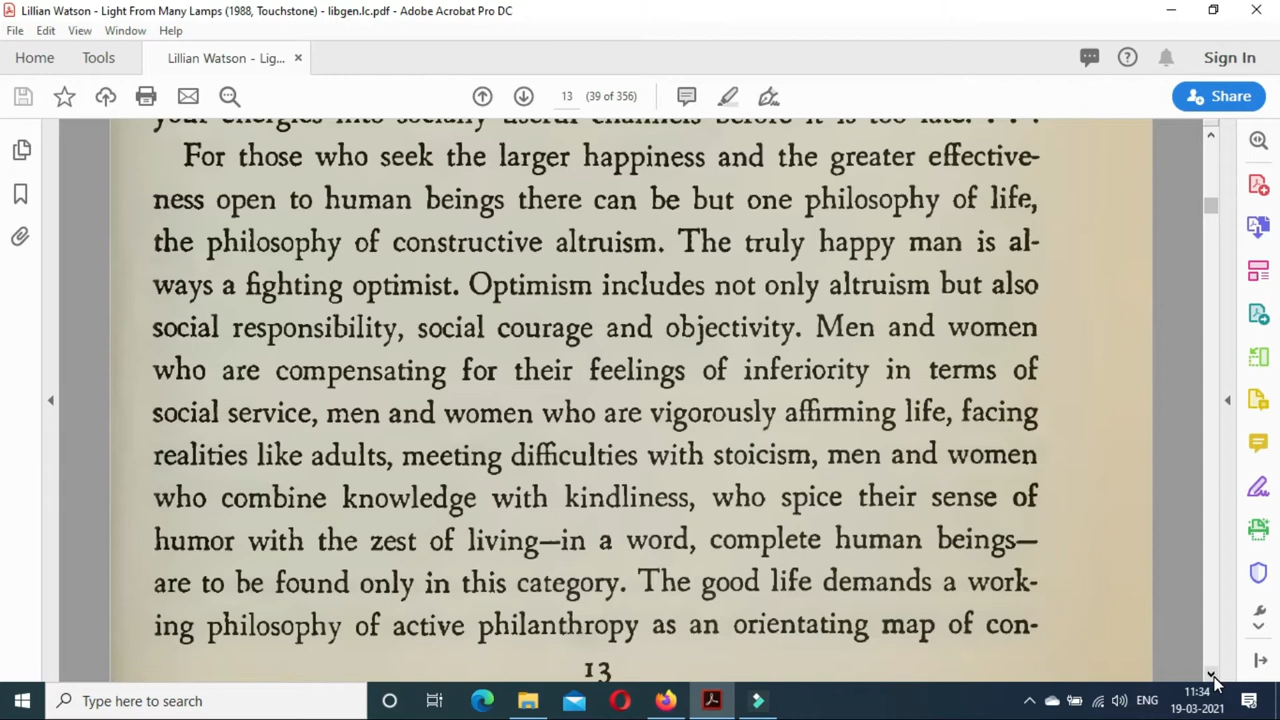 Lillian Watson - Light From Many Lamps (1988, Touchstone) - libgen.lc.pdf - Adobe Acrobat Pro DC
File Edit View Window Help
Home Tools Lillian Watson - Lig... × Sign In
13 (39 of 356) Share
your energies into socially useful channels before it is too late. . . .
For those who seek the larger happiness and the greater effective-
ness open to human beings there can be but one philosophy of life,
the philosophy of constructive altruism. The truly happy man is al-
ways a fighting optimist. Optimism includes not only altruism but also
social responsibility, social courage and objectivity. Men and women
who are compensating for their feelings of inferiority in terms of
social service, men and women who are vigorously affirming life, facing
realities like adults, meeting difficulties with stoicism, men and women
who combine knowledge with kindliness, who spice their sense of
humor with the zest of living—in a word, complete human beings—
are to be found only in this category. The good life demands a work-
ing philosophy of active philanthropy as an orientating map of con-
13
Type here to search ENG 11:34
19-03-2021